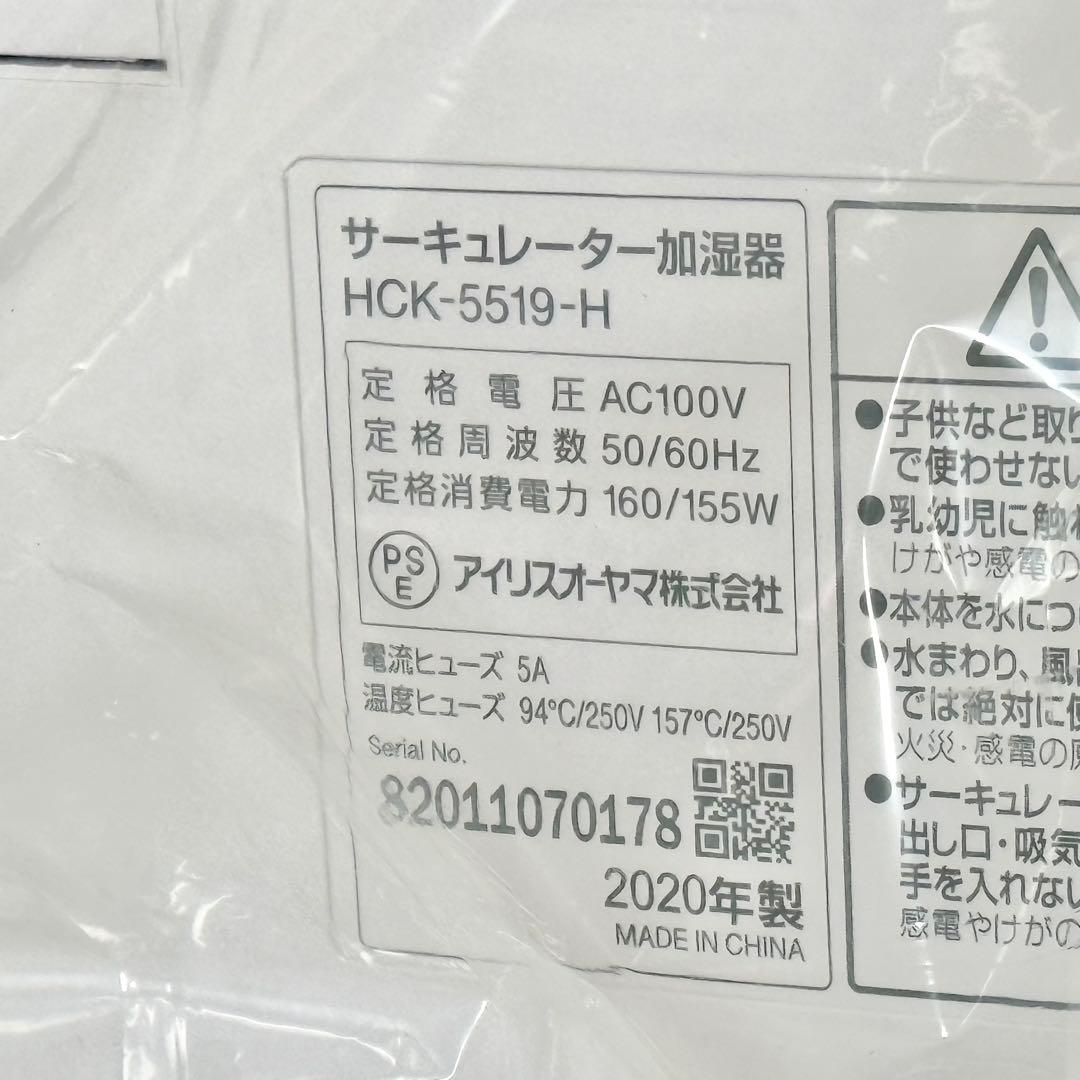 サーキュレーター加湿器
HCK-5519-H
定格電圧 AC100V
定格周波数 50/60Hz
定格消費電力 160/155W
PSE アイリスオーヤマ株式会社
電流ヒューズ 5A
温度ヒューズ 94℃/250V 157℃/250V
Serial No.
82011070178
2020年製
MADE IN CHINA
●子供など取り
で使わせない
●乳幼児に触れ
けがや感電の
●本体を水につ
●水まわり、風呂
では絶対に使
火災・感電の原
●サーキュレー
出し口・吸気
手を入れない
感電やけがの